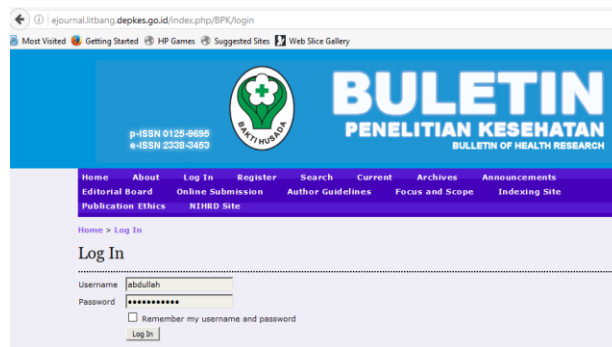 ejournal.litbang.depkes.go.id/index.php/BPK/login
Most Visited Getting Started HP Games Suggested Sites Web Slice Gallery
BAKTI HUSADA
BULETIN
PENELITIAN KESEHATAN
BULLETIN OF HEALTH RESEARCH
p-ISSN 0125-9695
e-ISSN 2338-3453
Home About Log In Register Search Current Archives Announcements
Editorial Board Online Submission Author Guidelines Focus and Scope Indexing Site
Publication Ethics NIHRD Site
Home > Log In
Log In
Username abdullah
Password •••••••••••
Remember my username and password
Log In